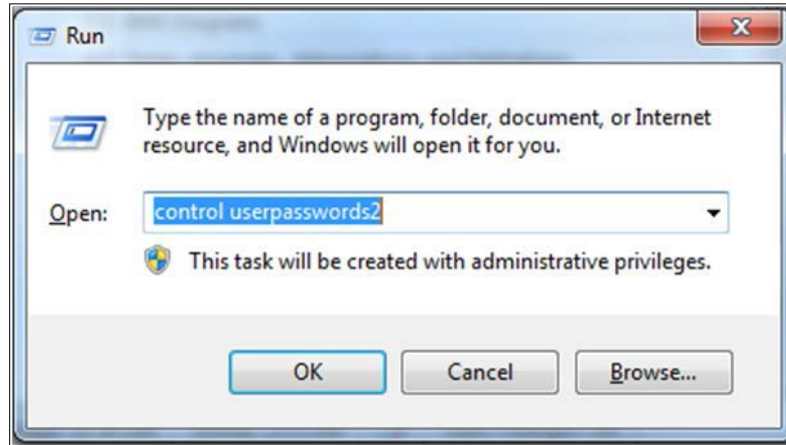 Run
Type the name of a program, folder, document, or Internet
resource, and Windows will open it for you.
Open: control userpasswords2
This task will be created with administrative privileges.
OK Cancel Browse...